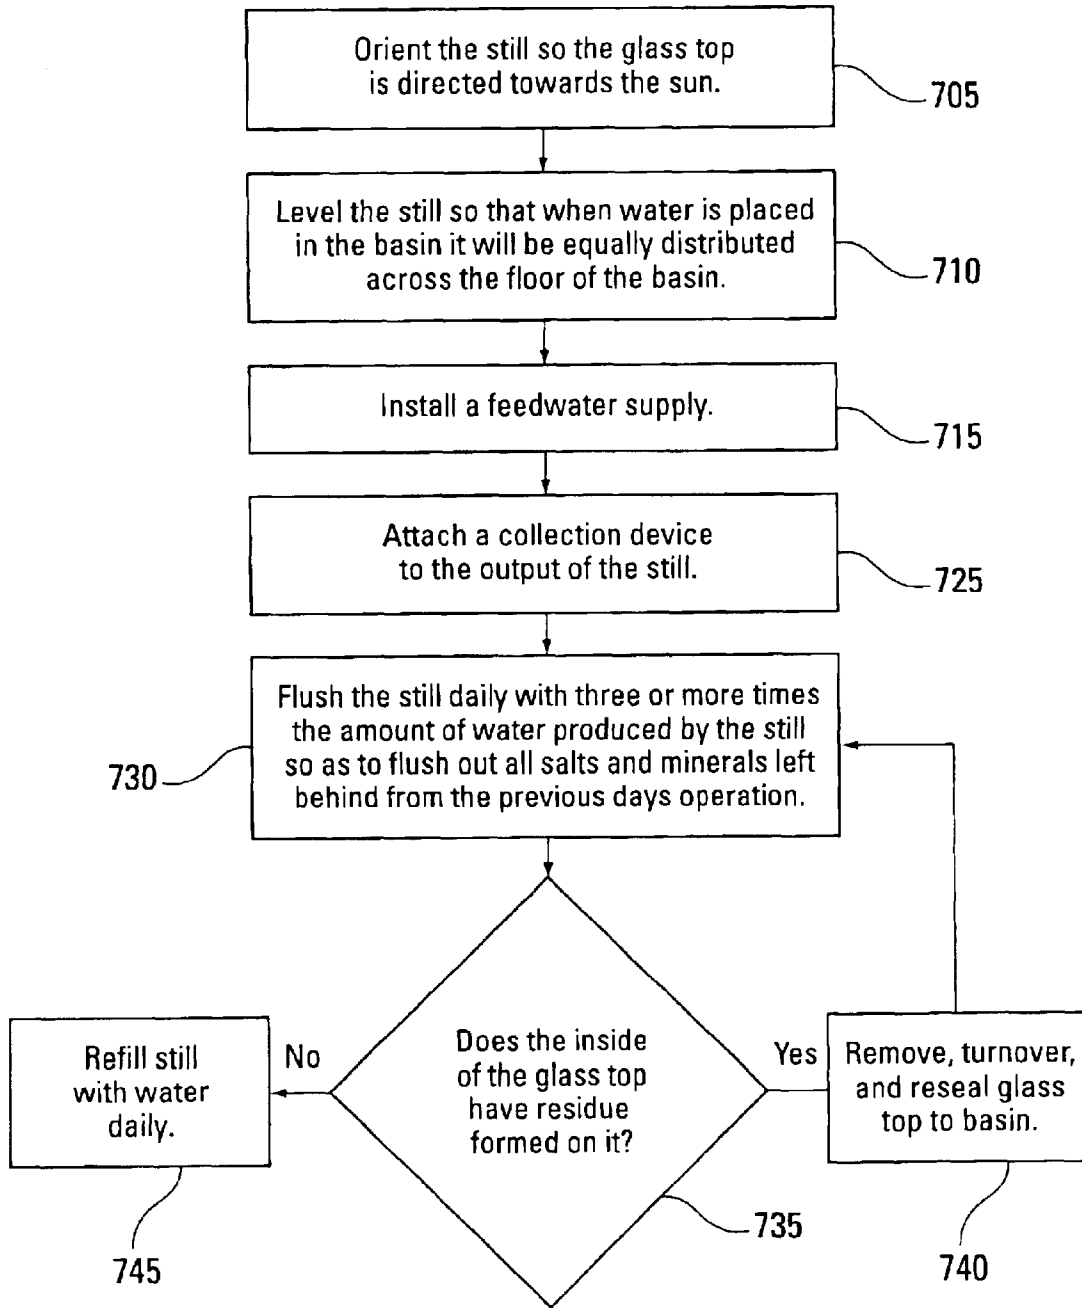 Orient the still so the glass top
is directed towards the sun.
705
Level the still so that when water is placed
in the basin it will be equally distributed
across the floor of the basin.
710
Install a feedwater supply.
715
Attach a collection device
to the output of the still.
725
Flush the still daily with three or more times
the amount of water produced by the still
so as to flush out all salts and minerals left
behind from the previous days operation.
730
Does the inside
of the glass top
have residue
formed on it?
735
No
Yes
Refill still
with water
daily.
745
Remove, turnover,
and reseal glass
top to basin.
740